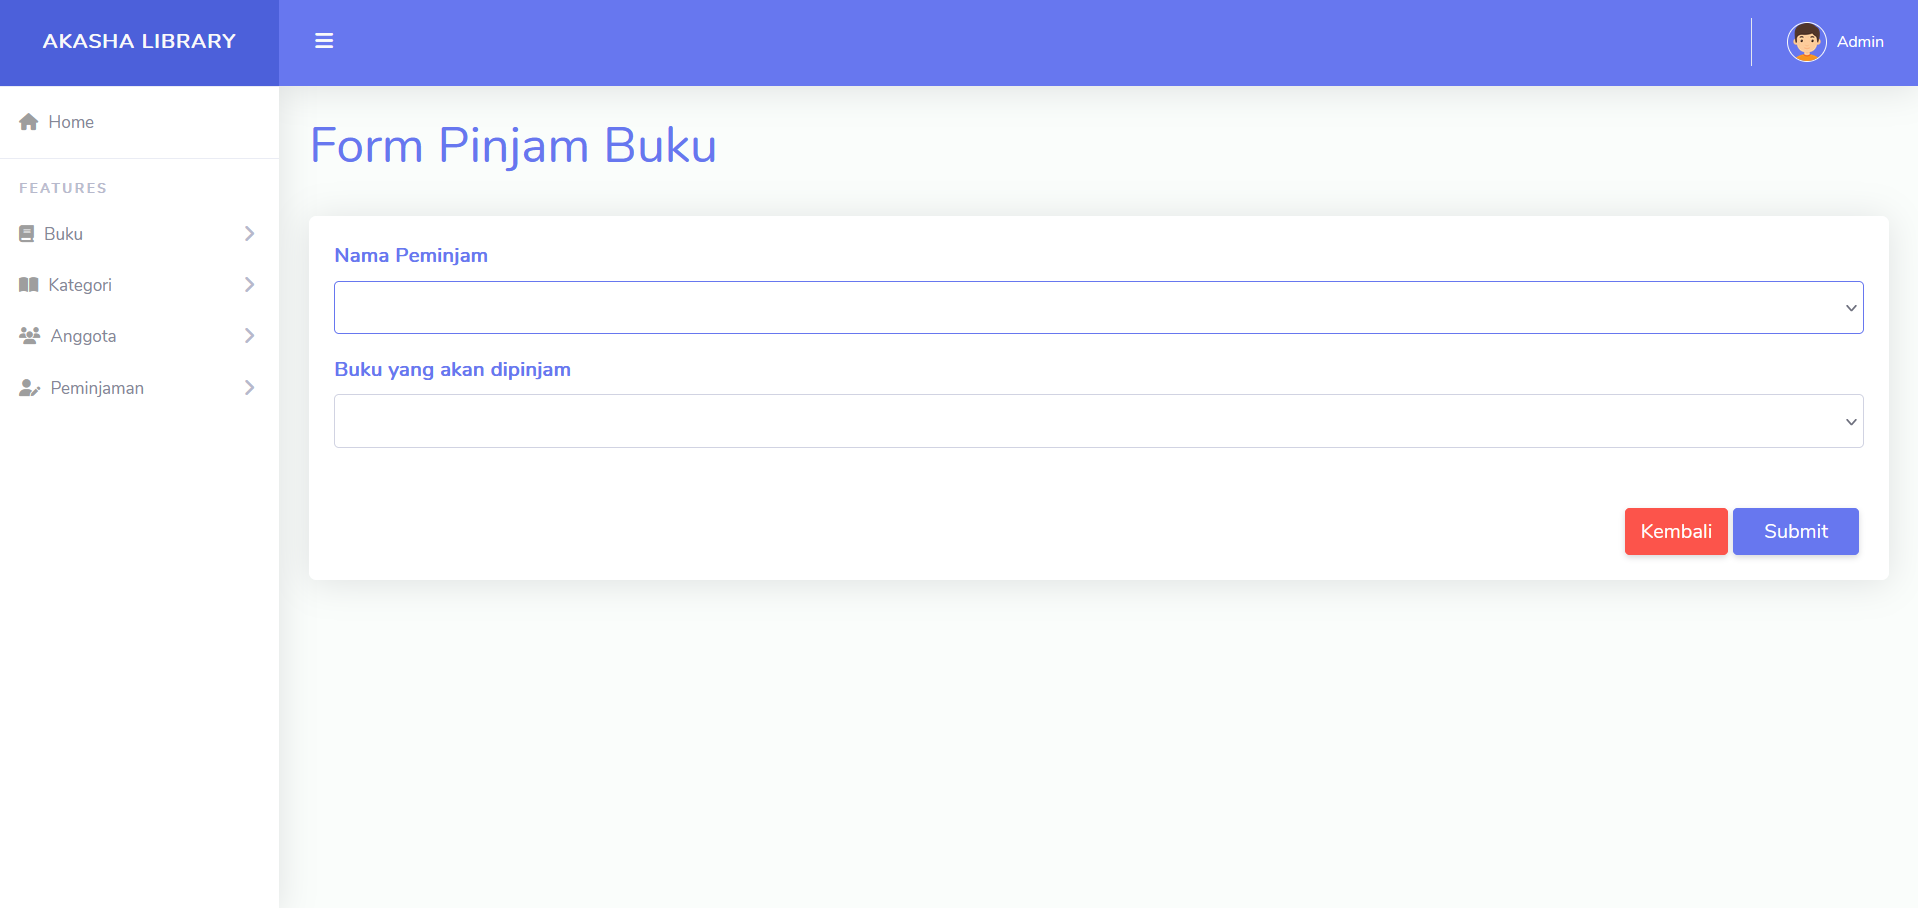 AKASHA LIBRARY
Admin
Home
FEATURES
Buku
Kategori
Anggota
Peminjaman
Form Pinjam Buku
Nama Peminjam
Buku yang akan dipinjam
Kembali
Submit